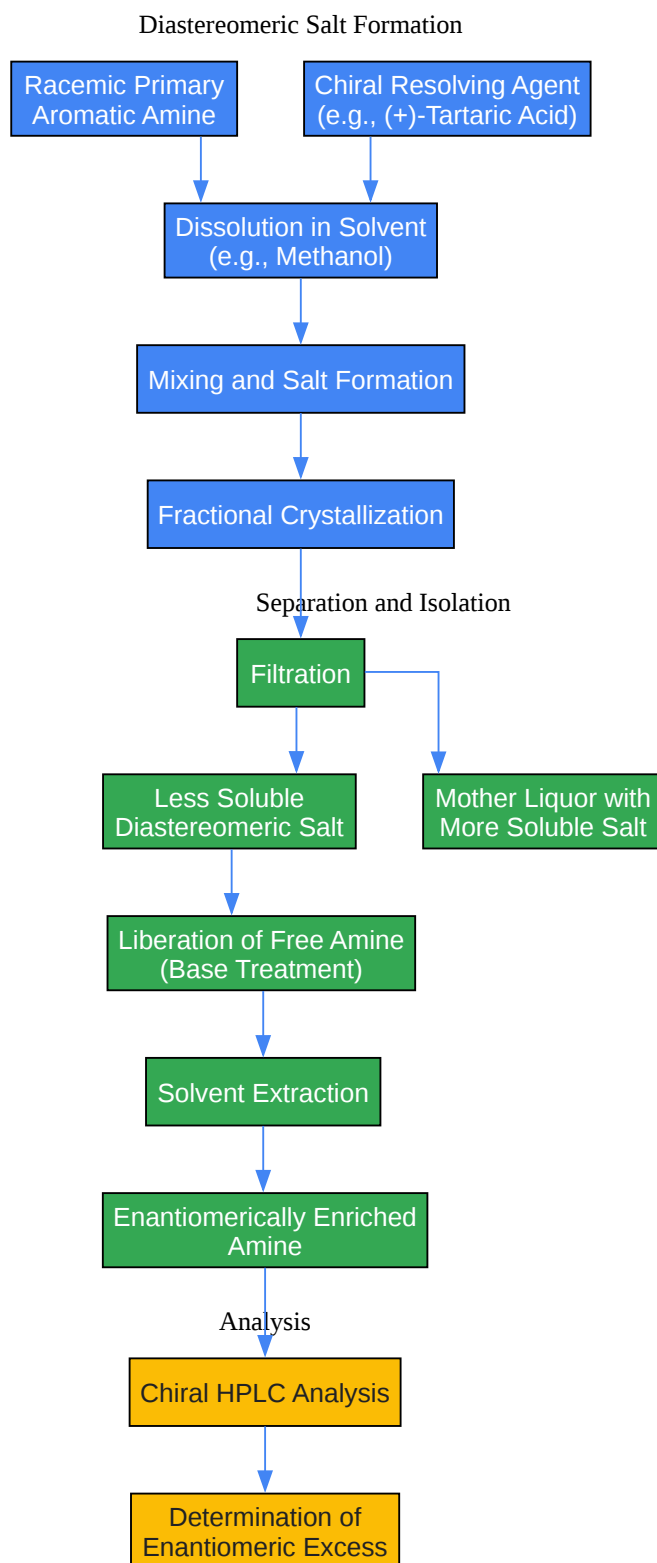 Diastereomeric Salt Formation
Racemic Primary
Aromatic Amine
Chiral Resolving Agent
(e.g., (+)-Tartaric Acid)
Dissolution in Solvent
(e.g., Methanol)
Mixing and Salt Formation
Fractional Crystallization
Separation and Isolation
Filtration
Less Soluble
Diastereomeric Salt
Mother Liquor with
More Soluble Salt
Liberation of Free Amine
(Base Treatment)
Solvent Extraction
Enantiomerically Enriched
Amine
Analysis
Chiral HPLC Analysis
Determination of
Enantiomeric Excess